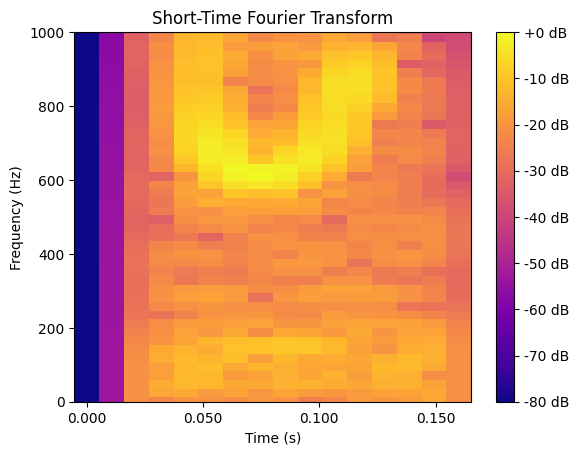 Short-Time Fourier Transform
1000
800
600
400
200
0
Frequency (Hz)
0.000
0.050
0.100
0.150
Time (s)
+0 dB
-10 dB
-20 dB
-30 dB
-40 dB
-50 dB
-60 dB
-70 dB
-80 dB